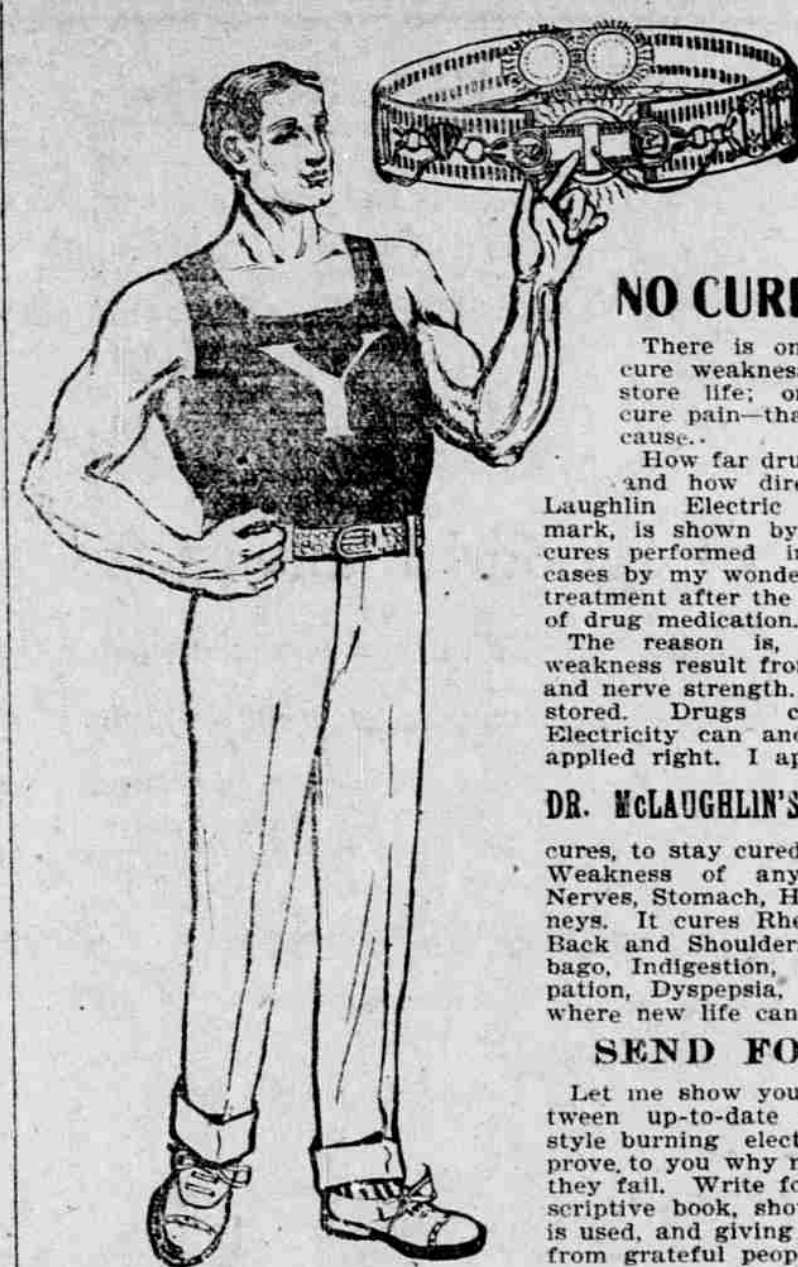 Y
NO CUR
There is on
cure weakness
store life; on
cure pain—tha
cause..
How far dru
and how dire
Laughlin Electric
mark, is shown by
cures performed in
cases by my wonde
treatment after the
of drug medication.
The reason is,
weakness result fro
and nerve strength.
stored. Drugs c
Electricity can and
applied right. I ap
DR. McLAUGHLIN'S
cures, to stay cured
Weakness of any
Nerves, Stomach, H
neys. It cures Rhe
Back and Shoulders
bago, Indigestion,
pation, Dyspepsia,
where new life can
SEND FO
Let me show you
tween up-to-date
style burning elect
prove to you why m
they fail. Write fo
scriptive book, sho
is used, and giving
from grateful peop